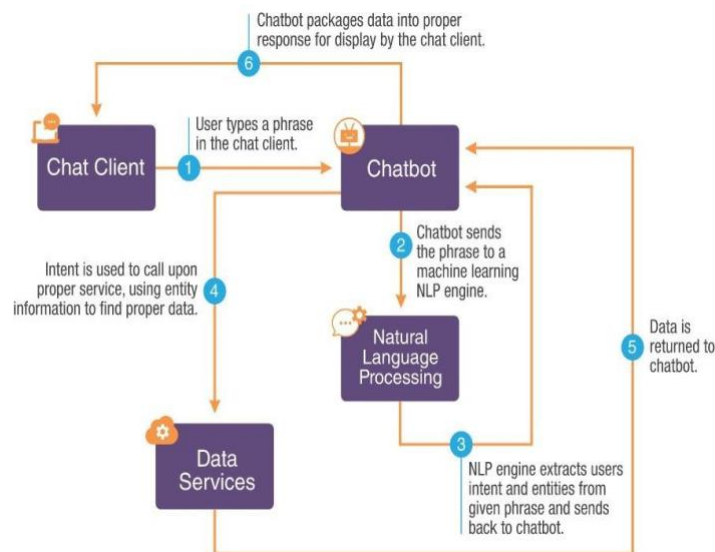 Chatbot packages data into proper
response for display by the chat client.
6
User types a phrase
in the chat client.
Chat Client
1
Chatbot
2
Chatbot sends
the phrase to a
machine learning
NLP engine.
Intent is used to call upon
proper service, using entity
information to find proper data.
4
Natural
Language
Processing
5
Data is
returned to
chatbot.
3
NLP engine extracts users
intent and entities from
given phrase and sends
back to chatbot.
Data
Services